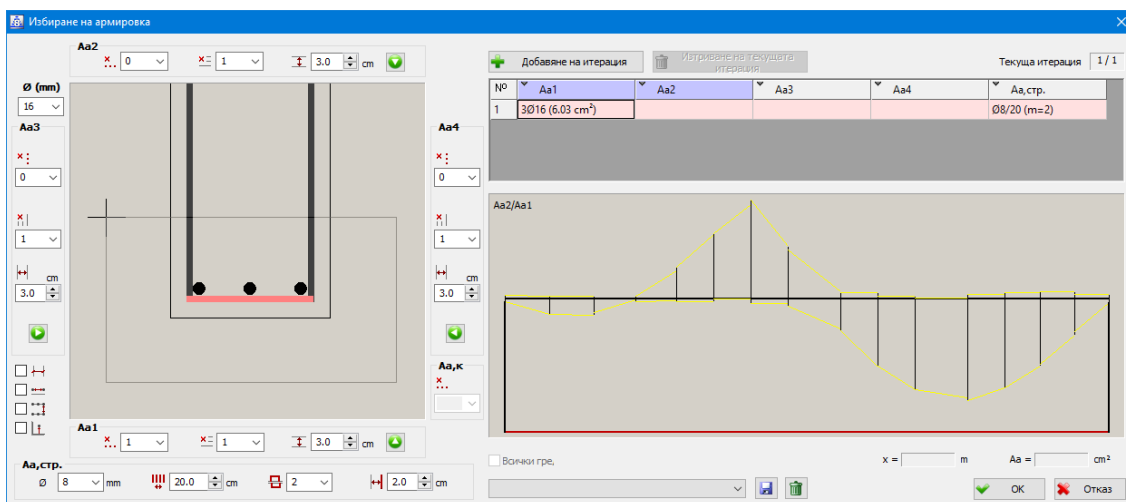 Избиране на армировка
Aa2
0 1 3.0 cm
Ø (mm)
16
Aa3
0
1
cm
3.0
Aa4
0
1
cm
3.0
Аа,к
Aa1
1 1 3.0 cm
Аа,стр.
Ø 8 mm 20.0 cm 2 2.0 cm
Добавяне на итерация
Изтриване на текущата
итерация
Текуща итерация 1 / 1
Nº Aa1 Aa2 Aa3 Aa4 Аа,стр.
1 3Ø16 (6.03 cm²) Ø8/20 (m=2)
Aa2/Aa1
Всички гре,
x = m Aa = cm²
OK Отказ